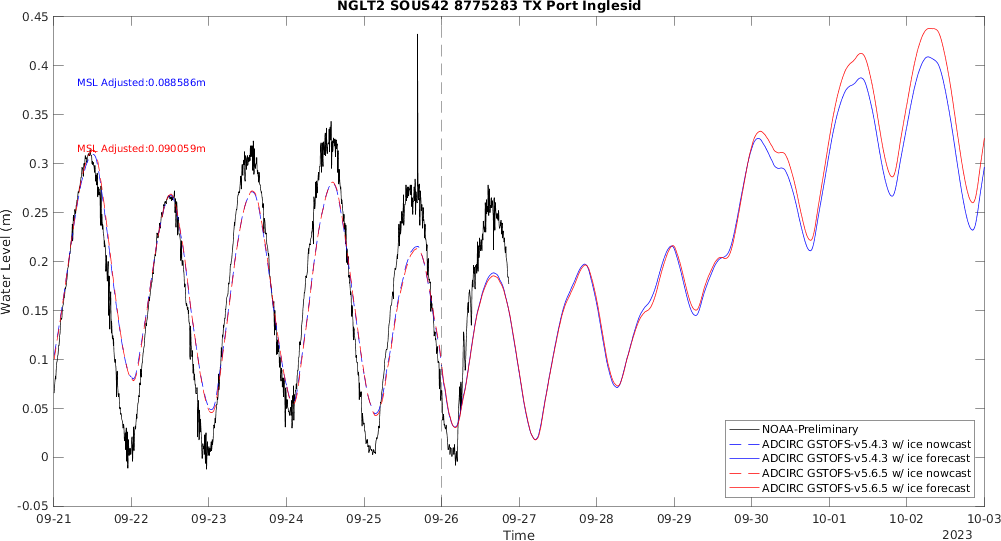 NGLT2 SOUS42 8775283 TX Port Inglesid
0.45
0.4
0.35
0.3
0.25
0.2
0.15
0.1
0.05
0
-0.05
Water Level (m)
MSL Adjusted:0.088586m
MSL Adjusted:0.090059m
NOAA-Preliminary
ADCIRC GSTOFS-v5.4.3 w/ ice nowcast
ADCIRC GSTOFS-v5.4.3 w/ ice forecast
ADCIRC GSTOFS-v5.6.5 w/ ice nowcast
ADCIRC GSTOFS-v5.6.5 w/ ice forecast
09-21 09-22 09-23 09-24 09-25 09-26 09-27 09-28 09-29 09-30 10-01 10-02 10-03
Time
2023